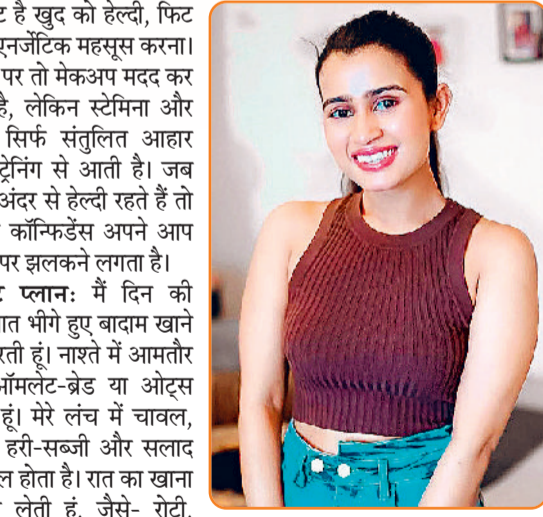 है खुद को हेल्दी, फिट
एनर्जेटिक महसूस करना।
पर तो मेकअप मदद कर
है, लेकिन स्टेमिना और
सिर्फ संतुलित आहार
ट्रेनिंग से आती है। जब
अंदर से हेल्दी रहते हैं तो
कॉन्फिडेंस अपने आप
पर झलकने लगता है।
प्लान: मैं दिन की
भीगे हुए बादाम खाने
नाश्ते में आमतौर
ऑमलेट-ब्रेड या ओट्स
हूं। मेरे लंच में चावल,
हरी-सब्जी और सलाद
होता है। रात का खाना
लेती हूं, जैसे- रोटी,